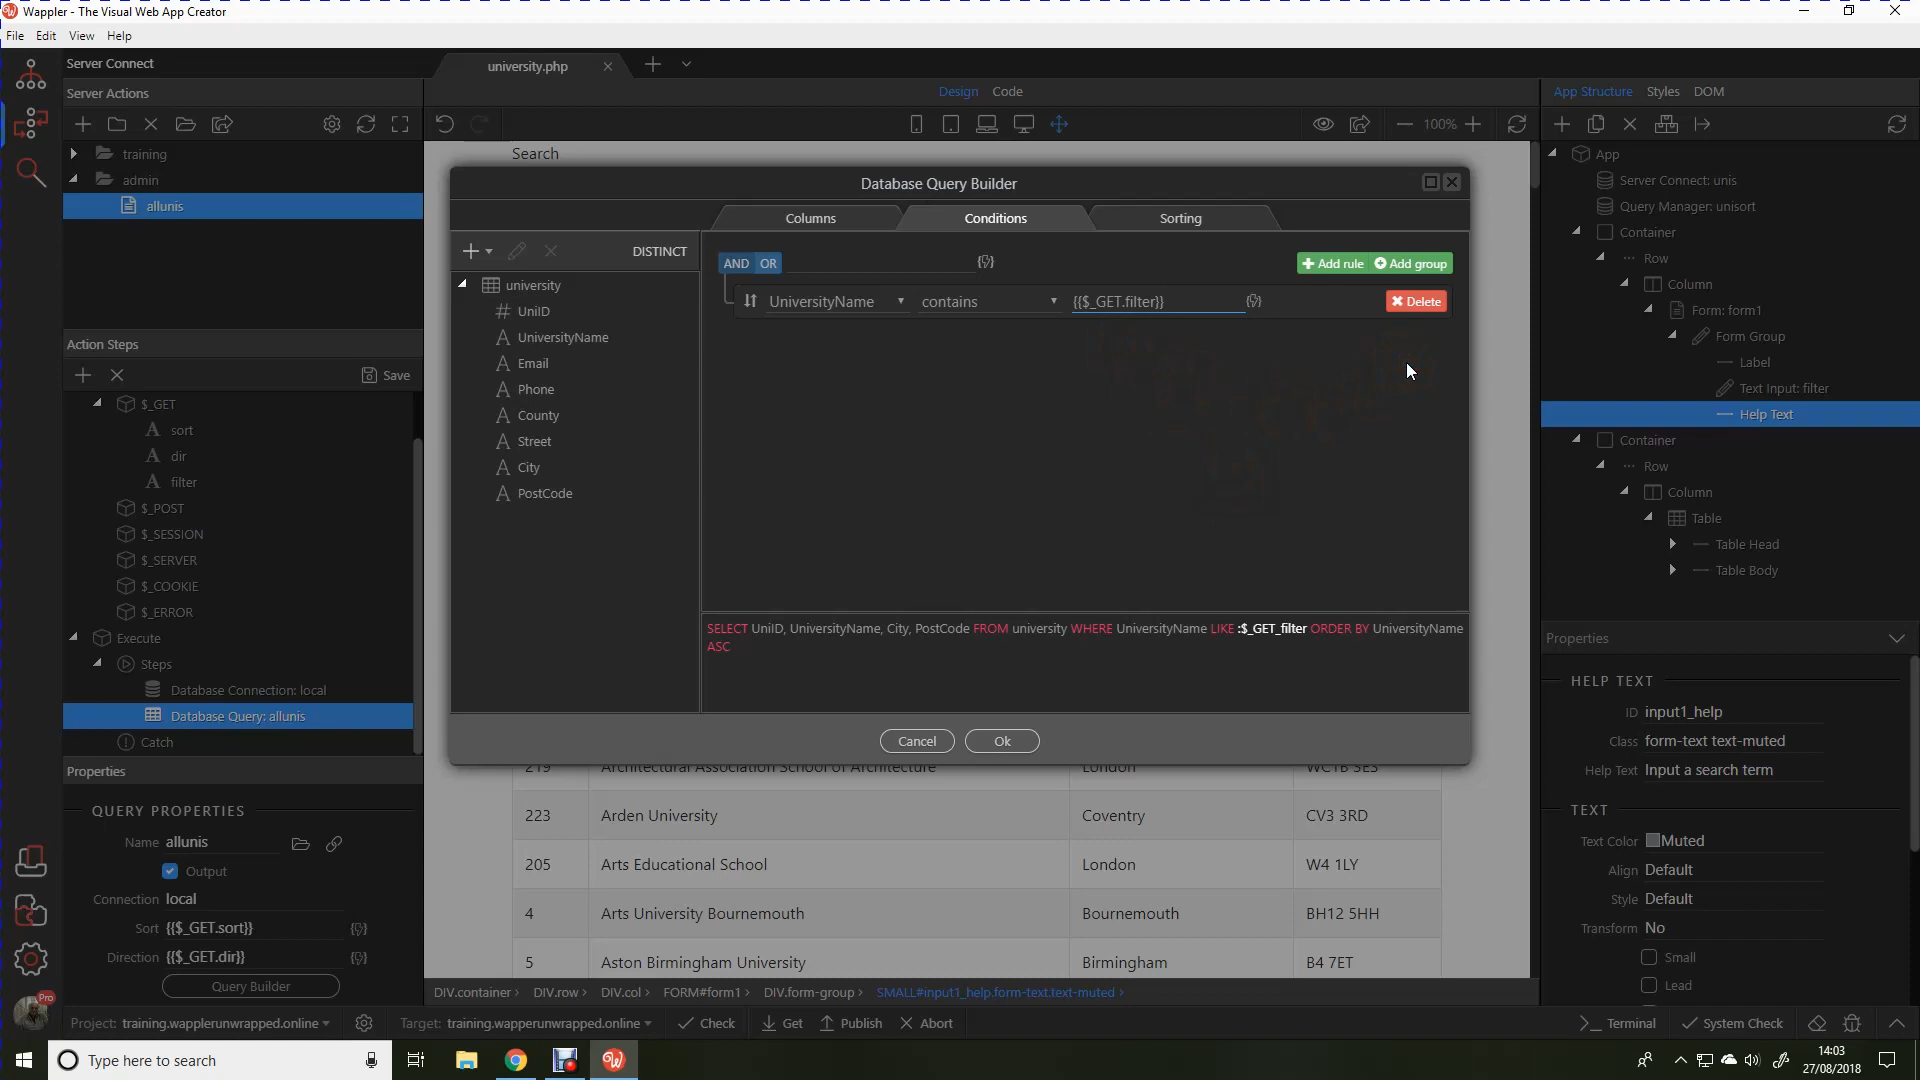 Wappler - The Visual Web App Creator
File Edit View Help
Server Connect
university.php
Server Actions
Design Code
App Structure Styles DOM
100%
training
admin
allunis
Search
Database Query Builder
Columns Conditions Sorting
DISTINCT
AND OR
Add rule Add group
university
UniID
UniversityName
Email
Phone
County
Street
City
PostCode
UniversityName contains {{$_GET.filter}} Delete
SELECT UniID, UniversityName, City, PostCode FROM university WHERE UniversityName LIKE :$_GET_filter ORDER BY UniversityName
ASC
Cancel Ok
Action Steps
Save
$_GET
sort
dir
filter
$_POST
$_SESSION
$_SERVER
$_COOKIE
$_ERROR
Execute
Steps
Database Connection: local
Database Query: allunis
Catch
Properties
QUERY PROPERTIES
Name allunis
Output
Connection local
Sort {{$_GET.sort}}
Direction {{$_GET.dir}}
Query Builder
219 Architectural Association School of Architecture London WC1B 3ES
223 Arden University Coventry CV3 3RD
205 Arts Educational School London W4 1LY
4 Arts University Bournemouth Bournemouth BH12 5HH
5 Aston Birmingham University Birmingham B4 7ET
DIV.container DIV.row DIV.col FORM#form1 DIV.form-group SMALL#input1_help.form-text.text-muted
App
Server Connect: unis
Query Manager: unisort
Container
Row
Column
Form: form1
Form Group
Label
Text Input: filter
Help Text
Container
Row
Column
Table
Table Head
Table Body
Properties
HELP TEXT
ID input1_help
Class form-text text-muted
Help Text Input a search term
TEXT
Text Color Muted
Align Default
Style Default
Transform No
Small
Lead
Pro
Project: training.wapplerunwrapped.online Target: training.wapperunwrapped.online Check Get Publish Abort
Terminal System Check
Type here to search
14:03
27/08/2018